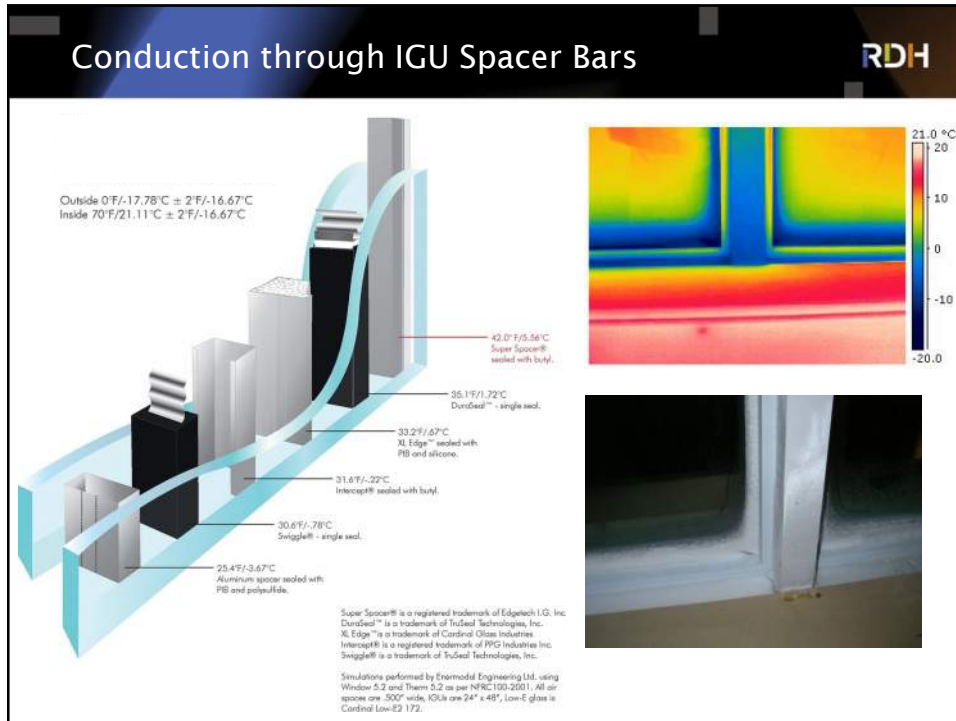 Conduction through IGU Spacer Bars
RDH
Outside 0°F/-17.78°C ± 2°F/-16.67°C
Inside 70°F/21.11°C ± 2°F/-16.67°C
42.0° F/5.56°C
Super Spacer®
sealed with butyl.
35.1°F/1.72°C
DuraSeal™ - single seal.
33.2°F/.67°C
XL Edge™ sealed with
PIB and silicone.
31.6°F/-.22°C
Intercept® sealed with butyl.
30.6°F/-.78°C
Swiggle® - single seal.
25.4°F/-3.67°C
Aluminum spacer sealed with
PIB and polysulfide.
Super Spacer® is a registered trademark of Edgetech I.G. Inc
DuraSeal™ is a trademark of TruSeal Technologies, Inc.
XL Edge™is a trademark of Cardinal Glass Industries
Intercept® is a registered trademark of PPG Industries Inc.
Swiggle® is a trademark of TruSeal Technologies, Inc.
Simulations performed by Enermodal Engineering Ltd. using
Window 5.2 and Therm 5.2 as per NFRC100-2001. All air
spaces are .500" wide, IGUs are 24" x 48", Low-E glass is
Cardinal Low-E2 172.
21.0 °C
20
10
0
-10
-20.0